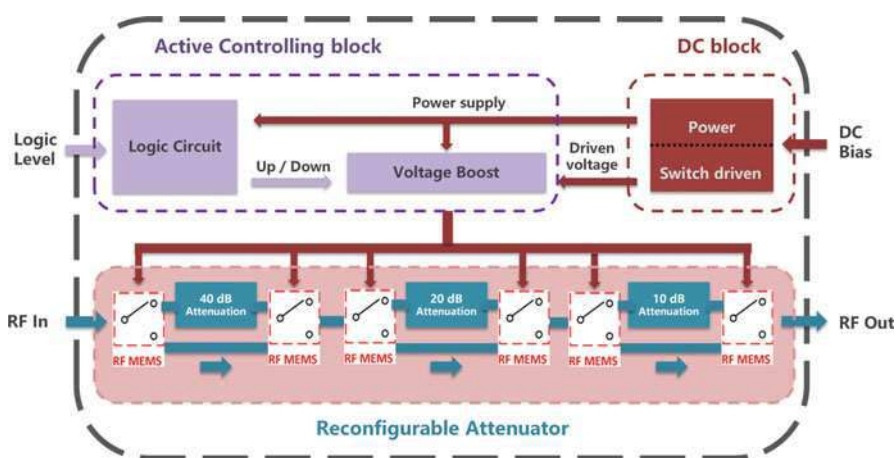 Active Controlling block
DC block
Logic
Level
Logic Circuit
Power supply
Up / Down
Voltage Boost
Driven
voltage
Power
Switch driven
DC
Bias
RF In
40 dB
Attenuation
20 dB
Attenuation
10 dB
Attenuation
RF MEMS
RF MEMS
RF MEMS
RF MEMS
RF MEMS
RF MEMS
RF Out
Reconfigurable Attenuator